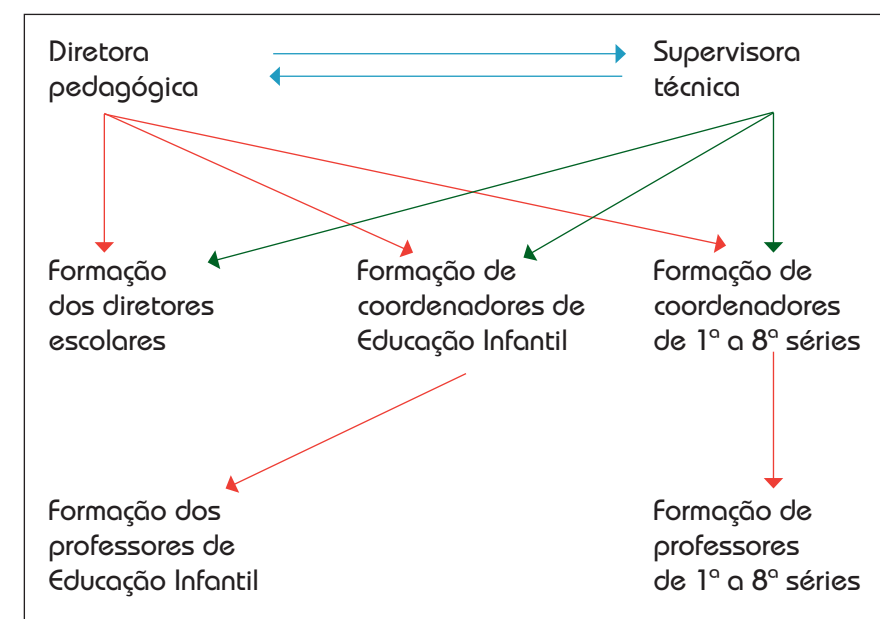 Diretora
pedagógica
Supervisora
técnica
Formação
dos diretores
escolares
Formação de
coordenadores de
Educação Infantil
Formação de
coordenadores
de 1ª a 8ª séries
Formação dos
professores de
Educação Infantil
Formação de
professores
de 1ª a 8ª séries